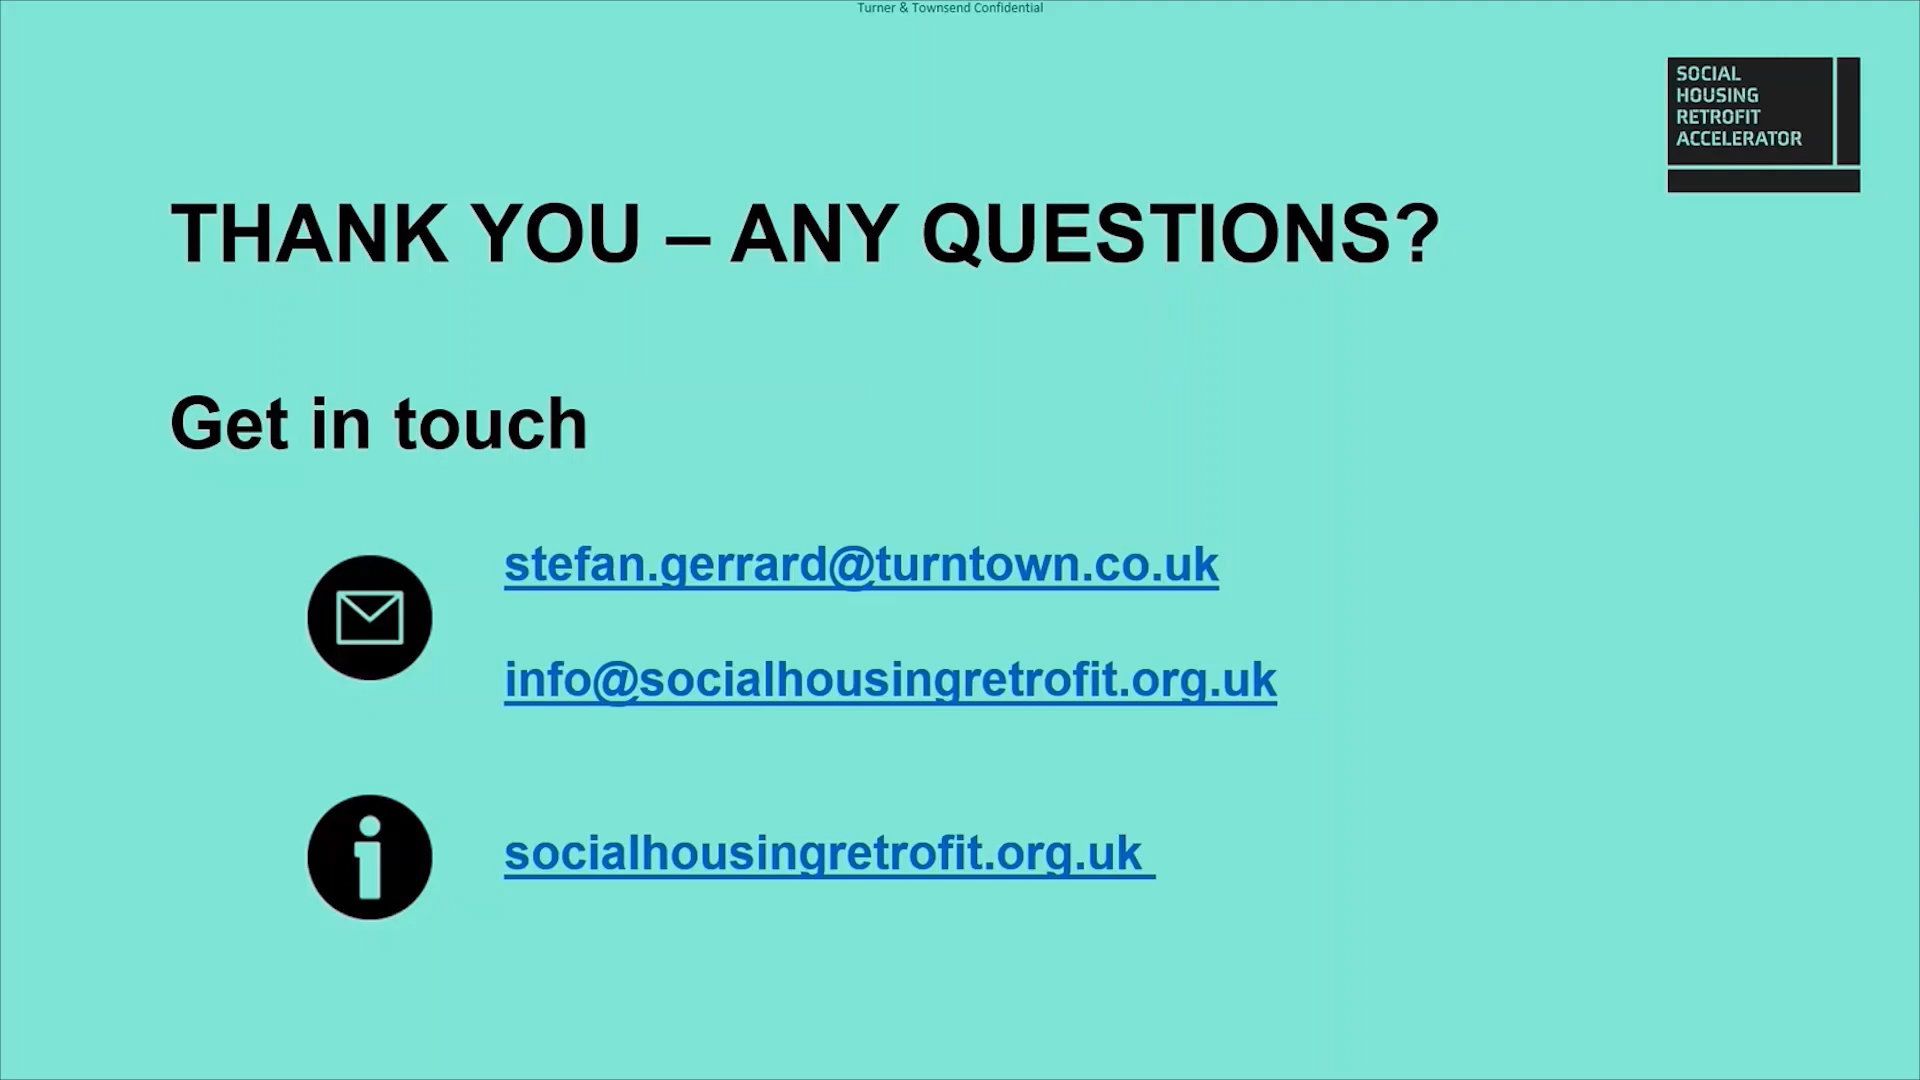 Turner & Townsend Confidential
SOCIAL
HOUSING
RETROFIT
ACCELERATOR
THANK YOU – ANY QUESTIONS?
Get in touch
stefan.gerrard@turntown.co.uk
info@socialhousingretrofit.org.uk
socialhousingretrofit.org.uk